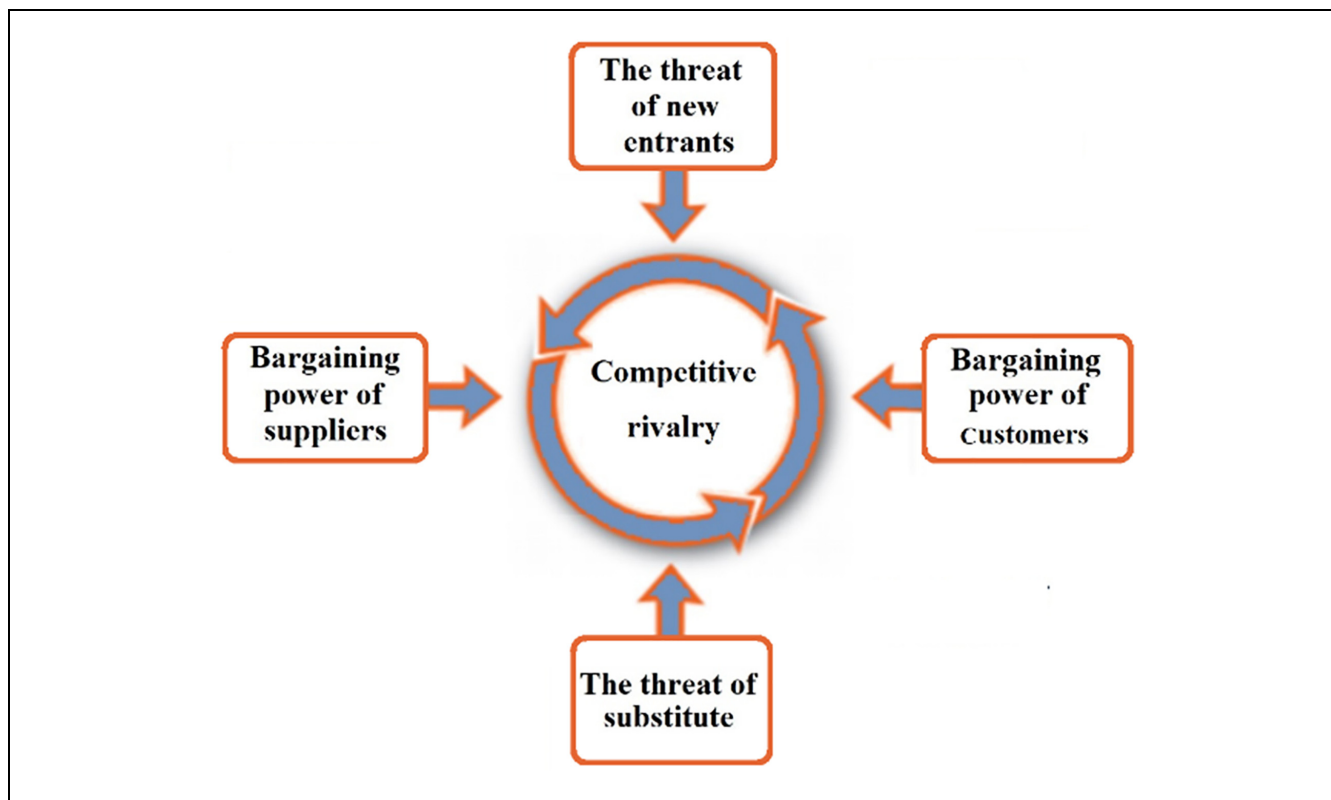 The threat
of new
entrants
Bargaining
power of
suppliers
Competitive
rivalry
Bargaining
power of
Customers
The threat of
substitute